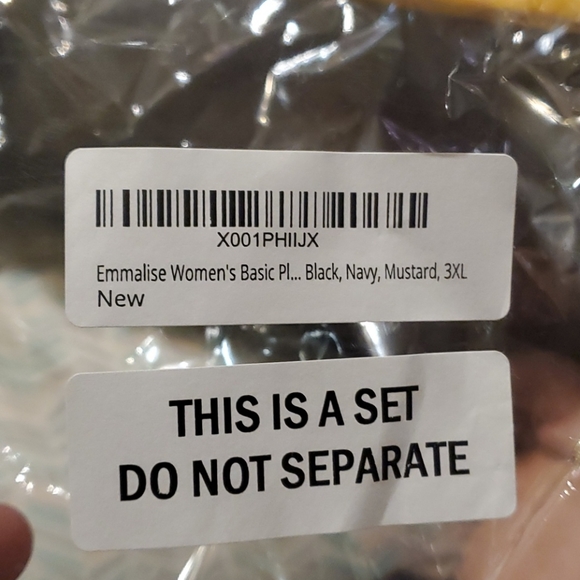 X001PHIIJX
Emmalise Women's Basic Pl... Black, Navy, Mustard, 3XL
New
THIS IS A SET
DO NOT SEPARATE